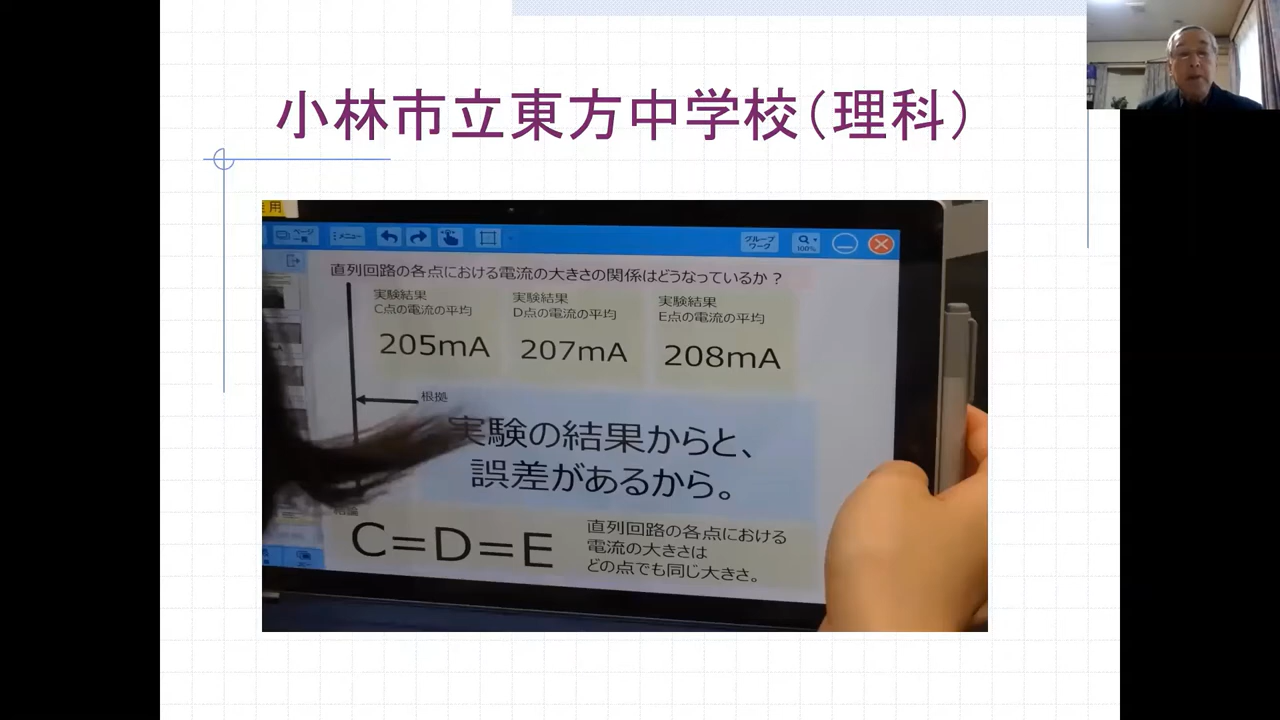 小林市立東方中学校（理科）
用
ページ
一覧
メニュー
グループ
ワーク
100%
直列回路の各点における電流の大きさの関係はどうなっているか？
実験結果
C点の電流の平均
205mA
実験結果
D点の電流の平均
207mA
実験結果
E点の電流の平均
208mA
根拠
実験の結果からと、
誤差があるから。
結論
C=D=E
直列回路の各点における
電流の大きさは
どの点でも同じ大きさ。